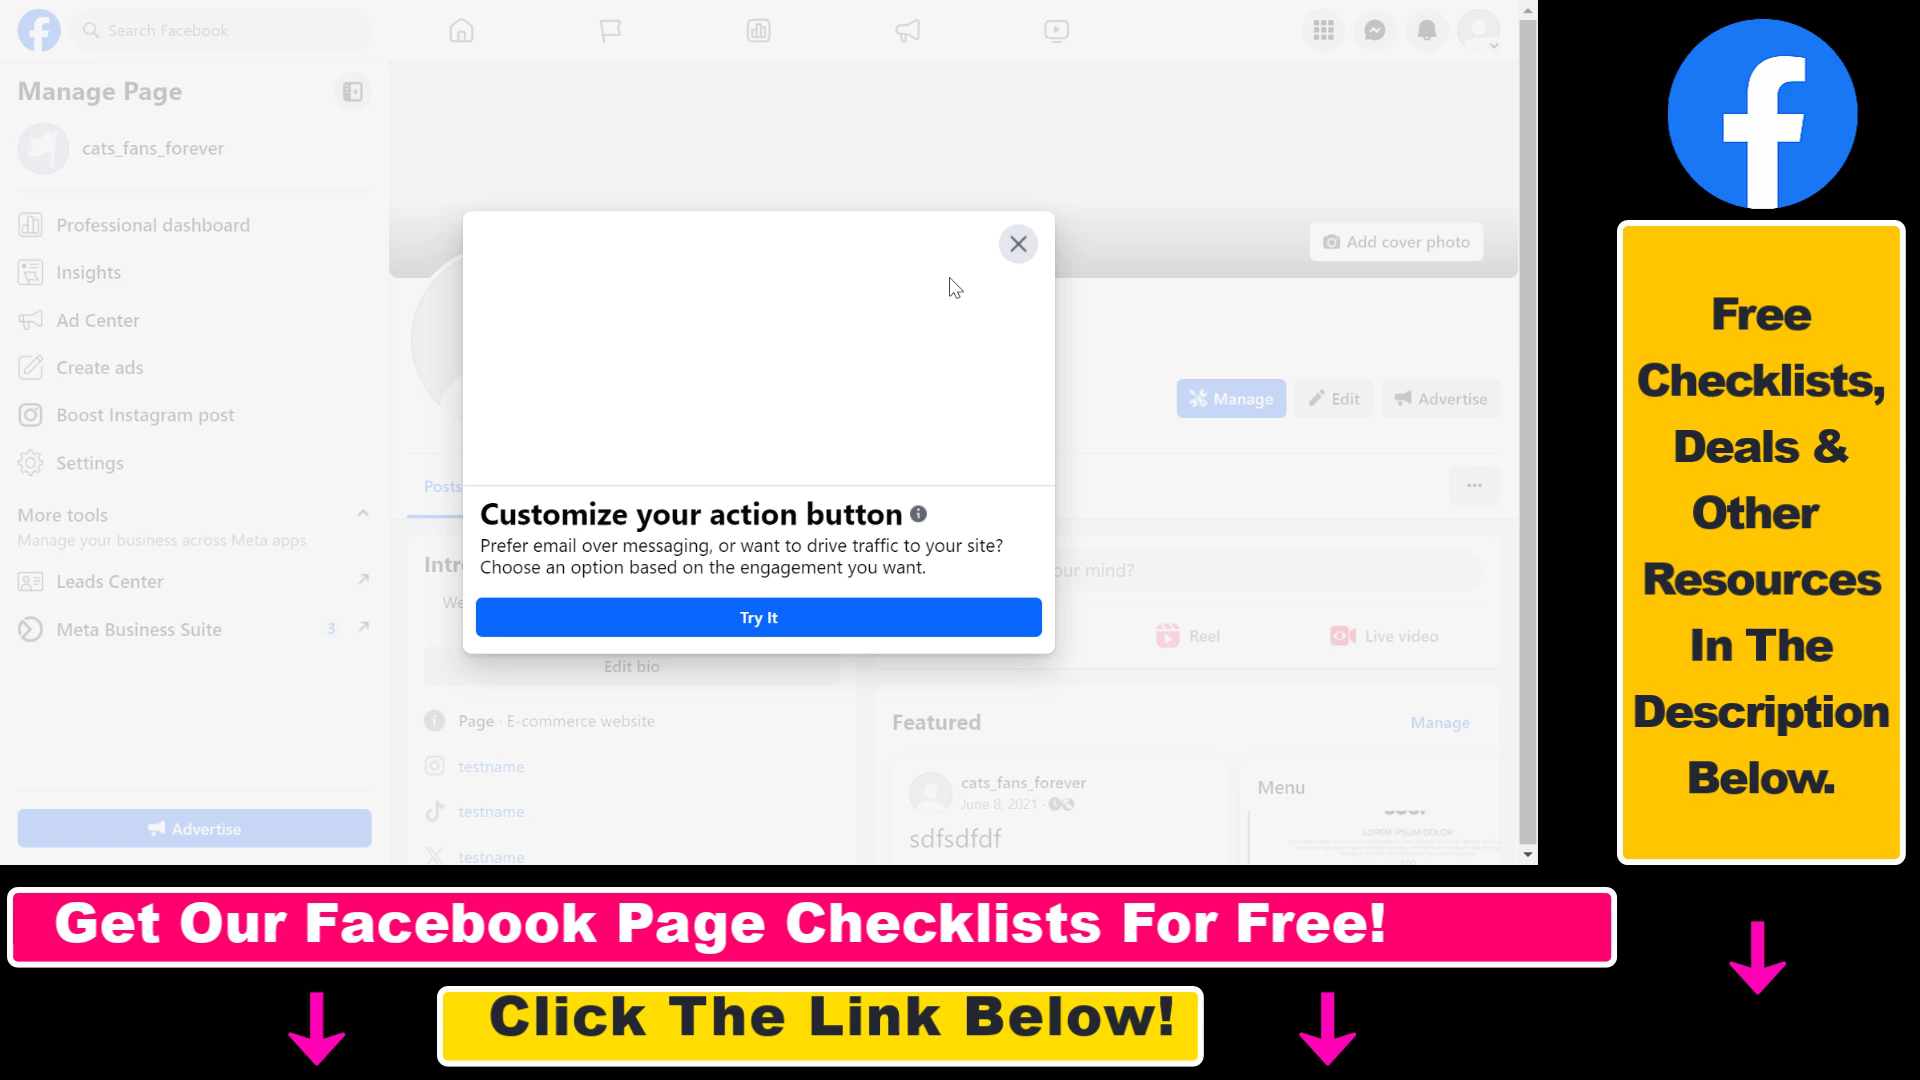 Search Facebook
Manage Page
cats_fans_forever
Professional dashboard
Insights
Ad Center
Create ads
Boost Instagram post
Settings
More tools
Manage your business across Meta apps
Leads Center
Meta Business Suite 3
Advertise
Add cover photo
Manage Edit Advertise
Posts
Customize your action button
Prefer email over messaging, or want to drive traffic to your site?
Choose an option based on the engagement you want.
Try It
Edit bio
Page · E-commerce website
testname
testname
testname
our mind?
Reel Live video
Featured Manage
cats_fans_forever
June 8, 2021 ·
sdfsdfdf
Menu
LOREM IPSUM DOLOR
Free
Checklists,
Deals &
Other
Resources
In The
Description
Below.
Get Our Facebook Page Checklists For Free!
Click The Link Below!